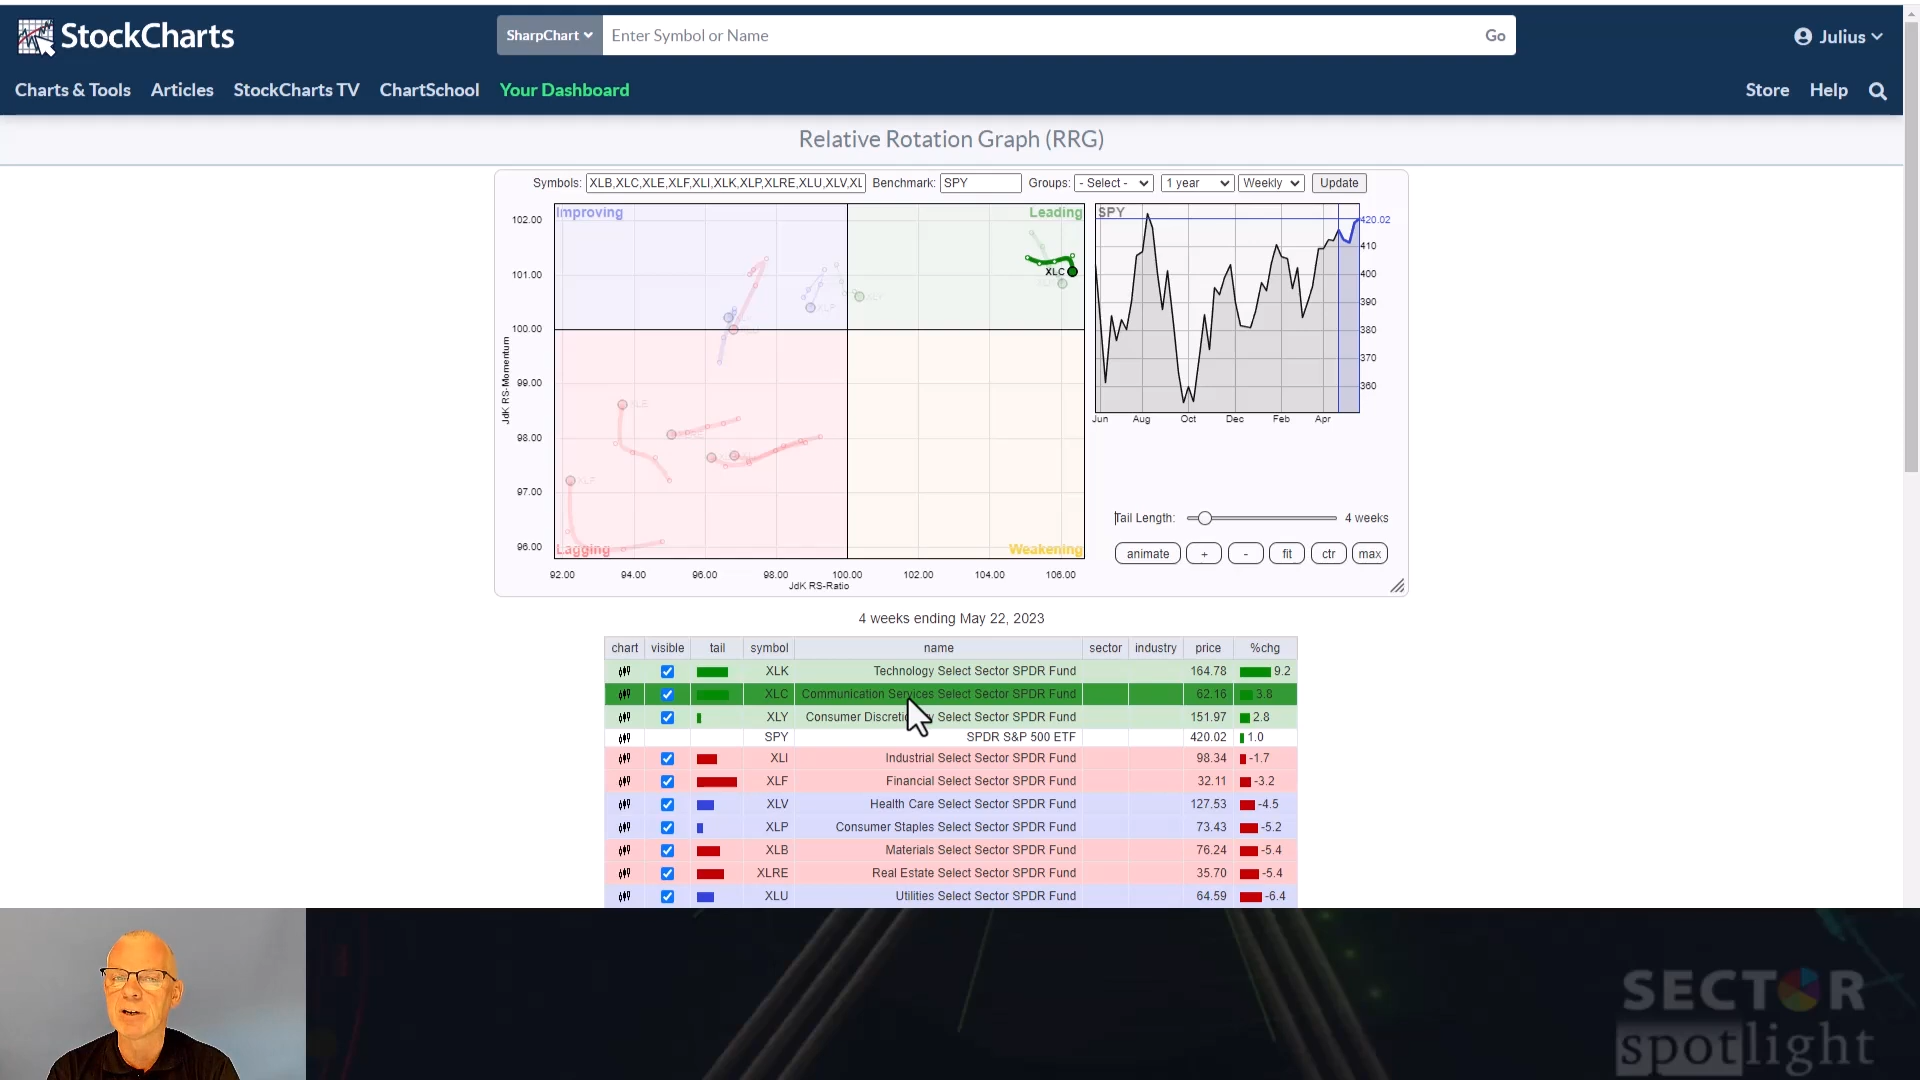 StockCharts
SharpChart
Enter Symbol or Name
Go
Julius
Charts & Tools
Articles
StockCharts TV
ChartSchool
Your Dashboard
Store
Help
Relative Rotation Graph (RRG)
Symbols: XLB,XLC,XLE,XLF,XLI,XLK,XLP,XLRE,XLU,XLV,XL Benchmark: SPY Groups: - Select - 1 year Weekly Update
Improving
Leading
Lagging
Weakening
102.00
101.00
100.00
99.00
98.00
97.00
96.00
JdK RS-Momentum
XLC
XLP
XLE
XLF
92.00 94.00 96.00 98.00 100.00 102.00 104.00 106.00
JdK RS-Ratio
SPY
420.02
410
400
390
380
370
360
Jun Aug Oct Dec Feb Apr
Tail Length: 4 weeks
animate + - fit ctr max
4 weeks ending May 22, 2023
chart visible tail symbol name sector industry price %chg
XLK Technology Select Sector SPDR Fund 164.78 9.2
XLC Communication Services Select Sector SPDR Fund 62.16 3.8
XLY Select Sector SPDR Fund 151.97 2.8
SPY SPDR S&P 500 ETF 420.02 1.0
XLI Industrial Select Sector SPDR Fund 98.34 -1.7
XLF Financial Select Sector SPDR Fund 32.11 -3.2
XLV Health Care Select Sector SPDR Fund 127.53 -4.5
XLP Consumer Staples Select Sector SPDR Fund 73.43 -5.2
XLB Materials Select Sector SPDR Fund 76.24 -5.4
XLRE Real Estate Select Sector SPDR Fund 35.70 -5.4
XLU Utilities Select Sector SPDR Fund 64.59 -6.4
SECTOR
spotlight